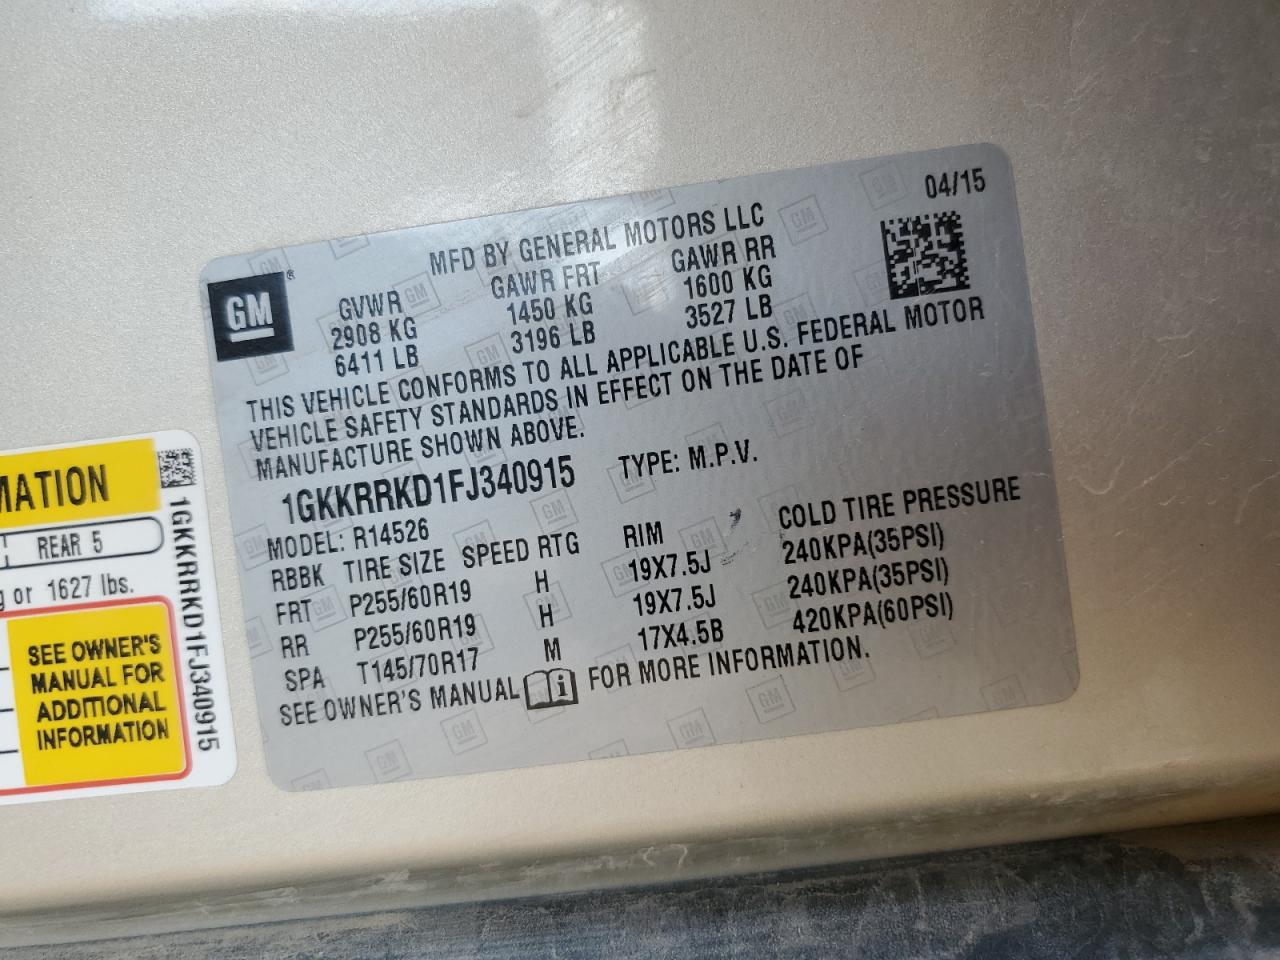 04/15
MFD BY GENERAL MOTORS LLC
GM®
GVWR GAWR FRT GAWR RR
2908 KG 1450 KG 1600 KG
6411 LB 3196 LB 3527 LB
THIS VEHICLE CONFORMS TO ALL APPLICABLE U.S. FEDERAL MOTOR
VEHICLE SAFETY STANDARDS IN EFFECT ON THE DATE OF
MANUFACTURE SHOWN ABOVE.
1GKKRRKD1FJ340915 TYPE: M.P.V.
MODEL: R14526
RBBK TIRE SIZE SPEED RTG RIM COLD TIRE PRESSURE
FRT P255/60R19 H 19X7.5J 240KPA(35PSI)
RR P255/60R19 H 19X7.5J 240KPA(35PSI)
SPA T145/70R17 M 17X4.5B 420KPA(60PSI)
SEE OWNER'S MANUAL i FOR MORE INFORMATION.
MATION
REAR 5
g or 1627 lbs.
SEE OWNER'S
MANUAL FOR
ADDITIONAL
INFORMATION
1GKKRRKD1FJ340915